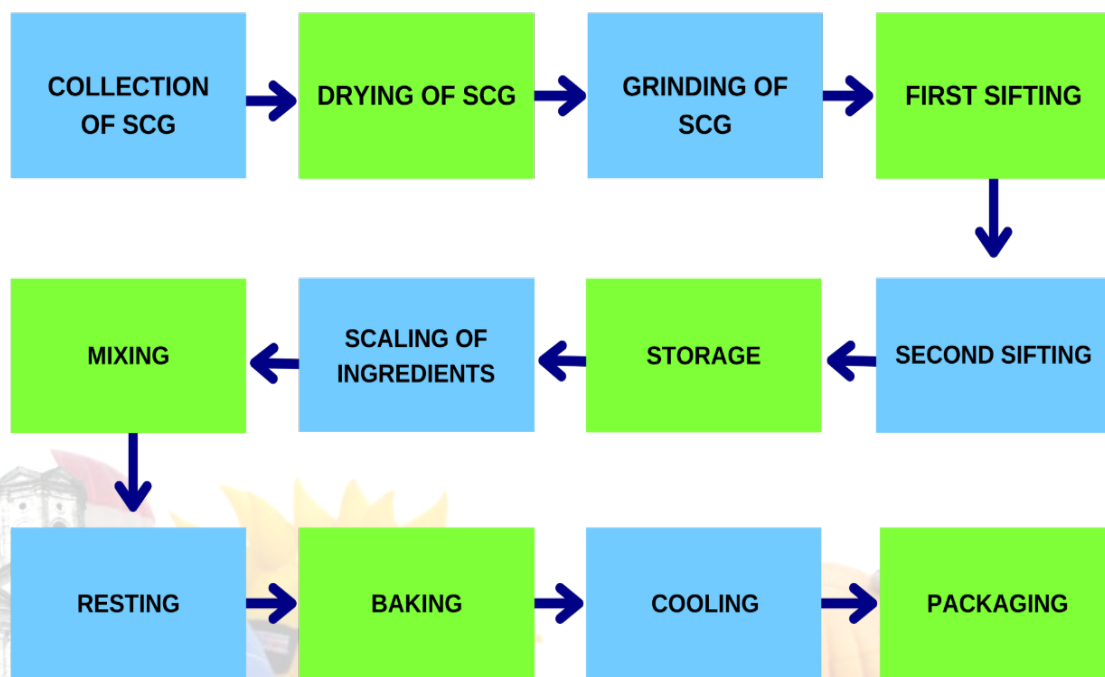 COLLECTION
OF SCG
DRYING OF SCG
GRINDING OF
SCG
FIRST SIFTING
SECOND SIFTING
STORAGE
SCALING OF
INGREDIENTS
MIXING
RESTING
BAKING
COOLING
PACKAGING